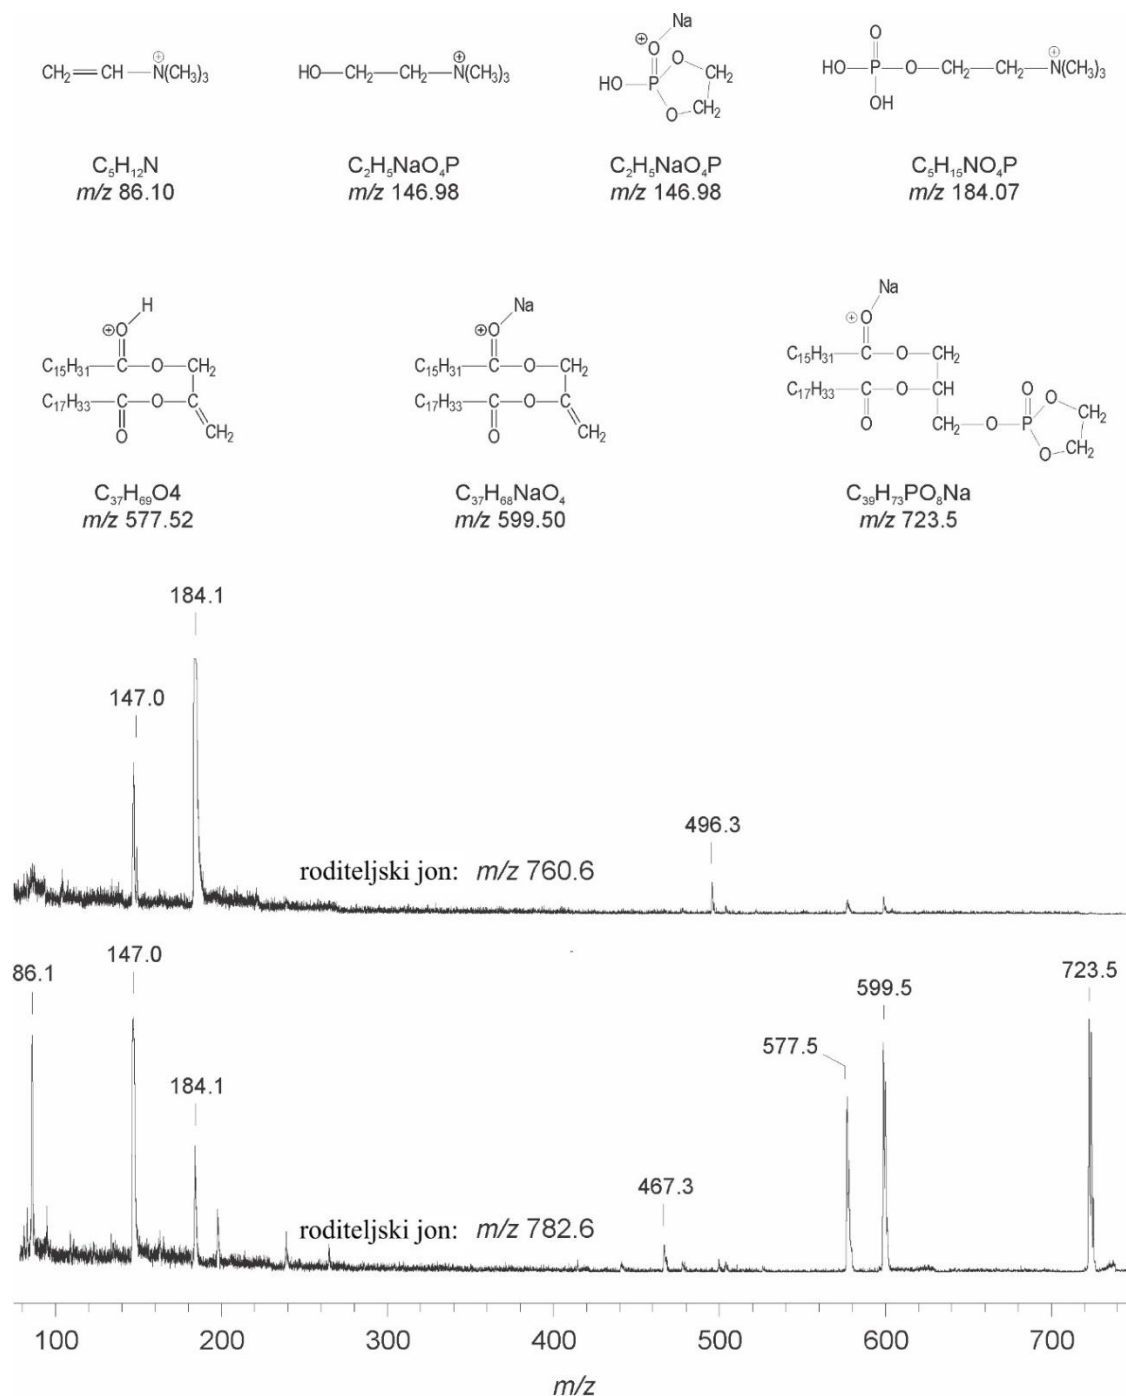 CH₂=CH—N(CH₃)₃
⊕
C₅H₁₂N
m/z 86.10
HO—CH₂—CH₂—N(CH₃)₃
⊕
C₂H₅NaO₄P
m/z 146.98
Na
⊕
O
O
HO
P
CH₂
O
CH₂
C₂H₅NaO₄P
m/z 146.98
O
HO—P—O—CH₂—CH₂—N(CH₃)₃
⊕
OH
C₅H₁₅NO₄P
m/z 184.07
H
⊕O
C₁₅H₃₁—C—O—CH₂
C₁₇H₃₃—C—O—C
O
CH₂
C₃₇H₆₉O4
m/z 577.52
Na
⊕O
C₁₅H₃₁—C—O—CH₂
C₁₇H₃₃—C—O—C
O
CH₂
C₃₇H₆₈NaO₄
m/z 599.50
Na
⊕O
C₁₅H₃₁—C—O—CH₂
C₁₇H₃₃—C—O—CH
O
CH₂—O—P
O
O
CH₂
O
CH₂
C₃₉H₇₃PO₈Na
m/z 723.5
184.1
147.0
496.3
roditeljski jon: m/z 760.6
86.1
147.0
184.1
467.3
577.5
599.5
723.5
roditeljski jon: m/z 782.6
100 200 300 400 500 600 700
m/z